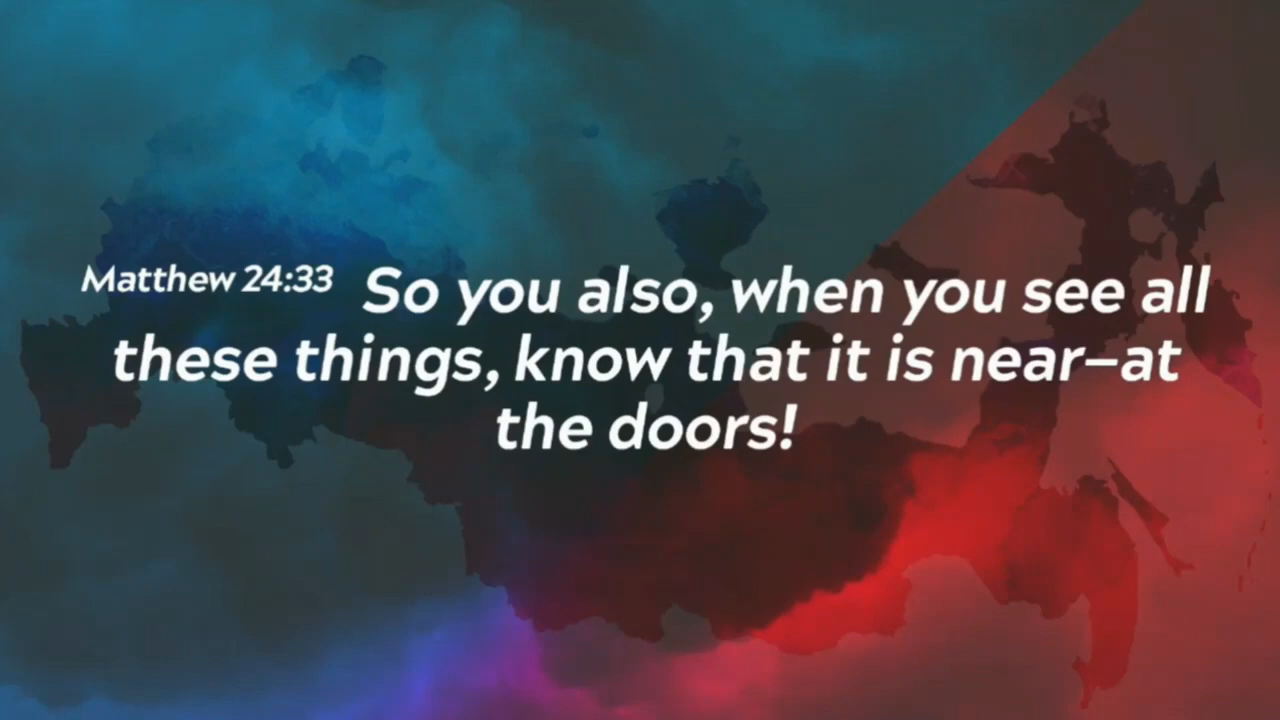 Matthew 24:33 So you also, when you see all
these things, know that it is near—at
the doors!